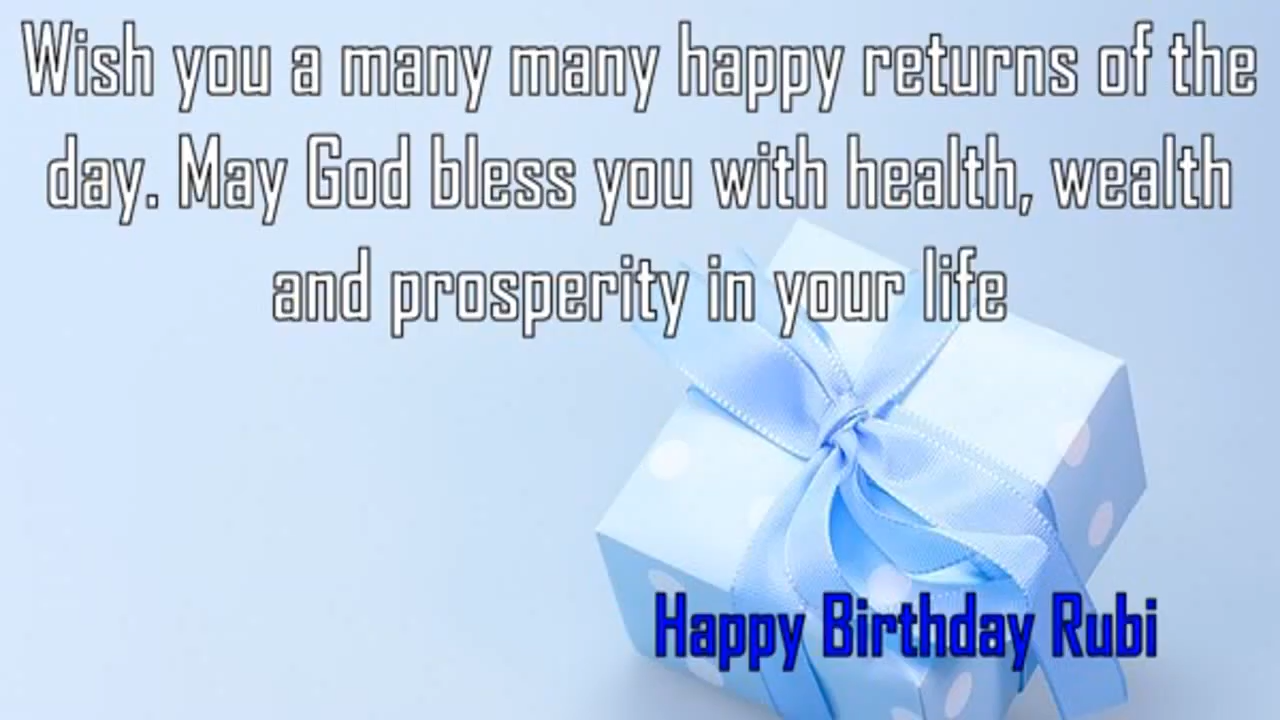 Wish you a many many happy returns of the
day. May God bless you with health, wealth
and prosperity in your life
Happy Birthday Rubi